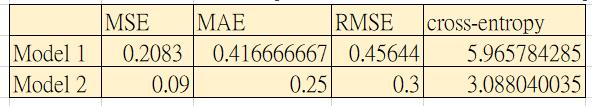 MSE MAE RMSE cross-entropy
Model 1 0.2083 0.416666667 0.45644 5.965784285
Model 2 0.09 0.25 0.3 3.088040035